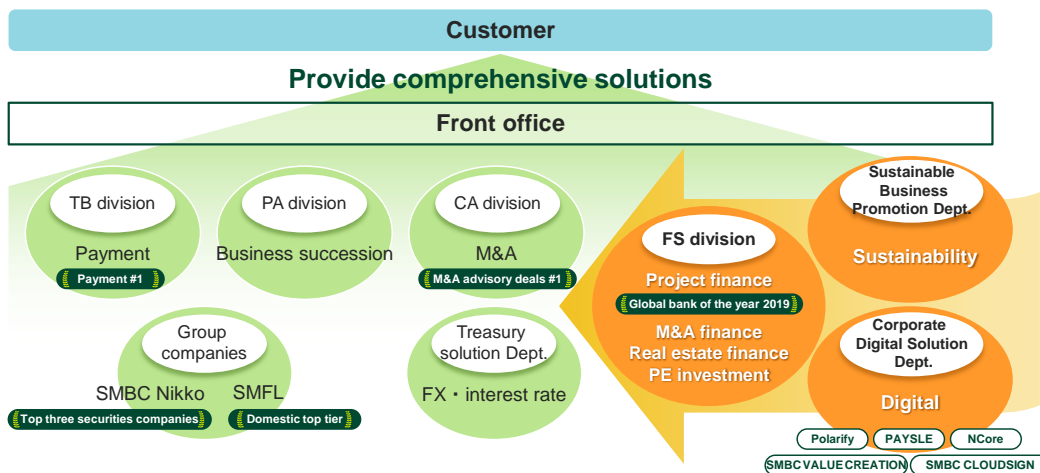 Customer
Provide comprehensive solutions
Front office
TB division
Payment
Payment #1
PA division
Business succession
CA division
M&A
M&A advisory deals #1
Group
companies
SMBC Nikko
SMFL
Top three securities companies
Domestic top tier
Treasury
solution Dept.
FX・interest rate
FS division
Project finance
Global bank of the year 2019
M&A finance
Real estate finance
PE investment
Sustainable
Business
Promotion Dept.
Sustainability
Corporate
Digital Solution
Dept.
Digital
Polarify
PAYSLE
NCore
SMBC VALUE CREATION
SMBC CLOUDSIGN